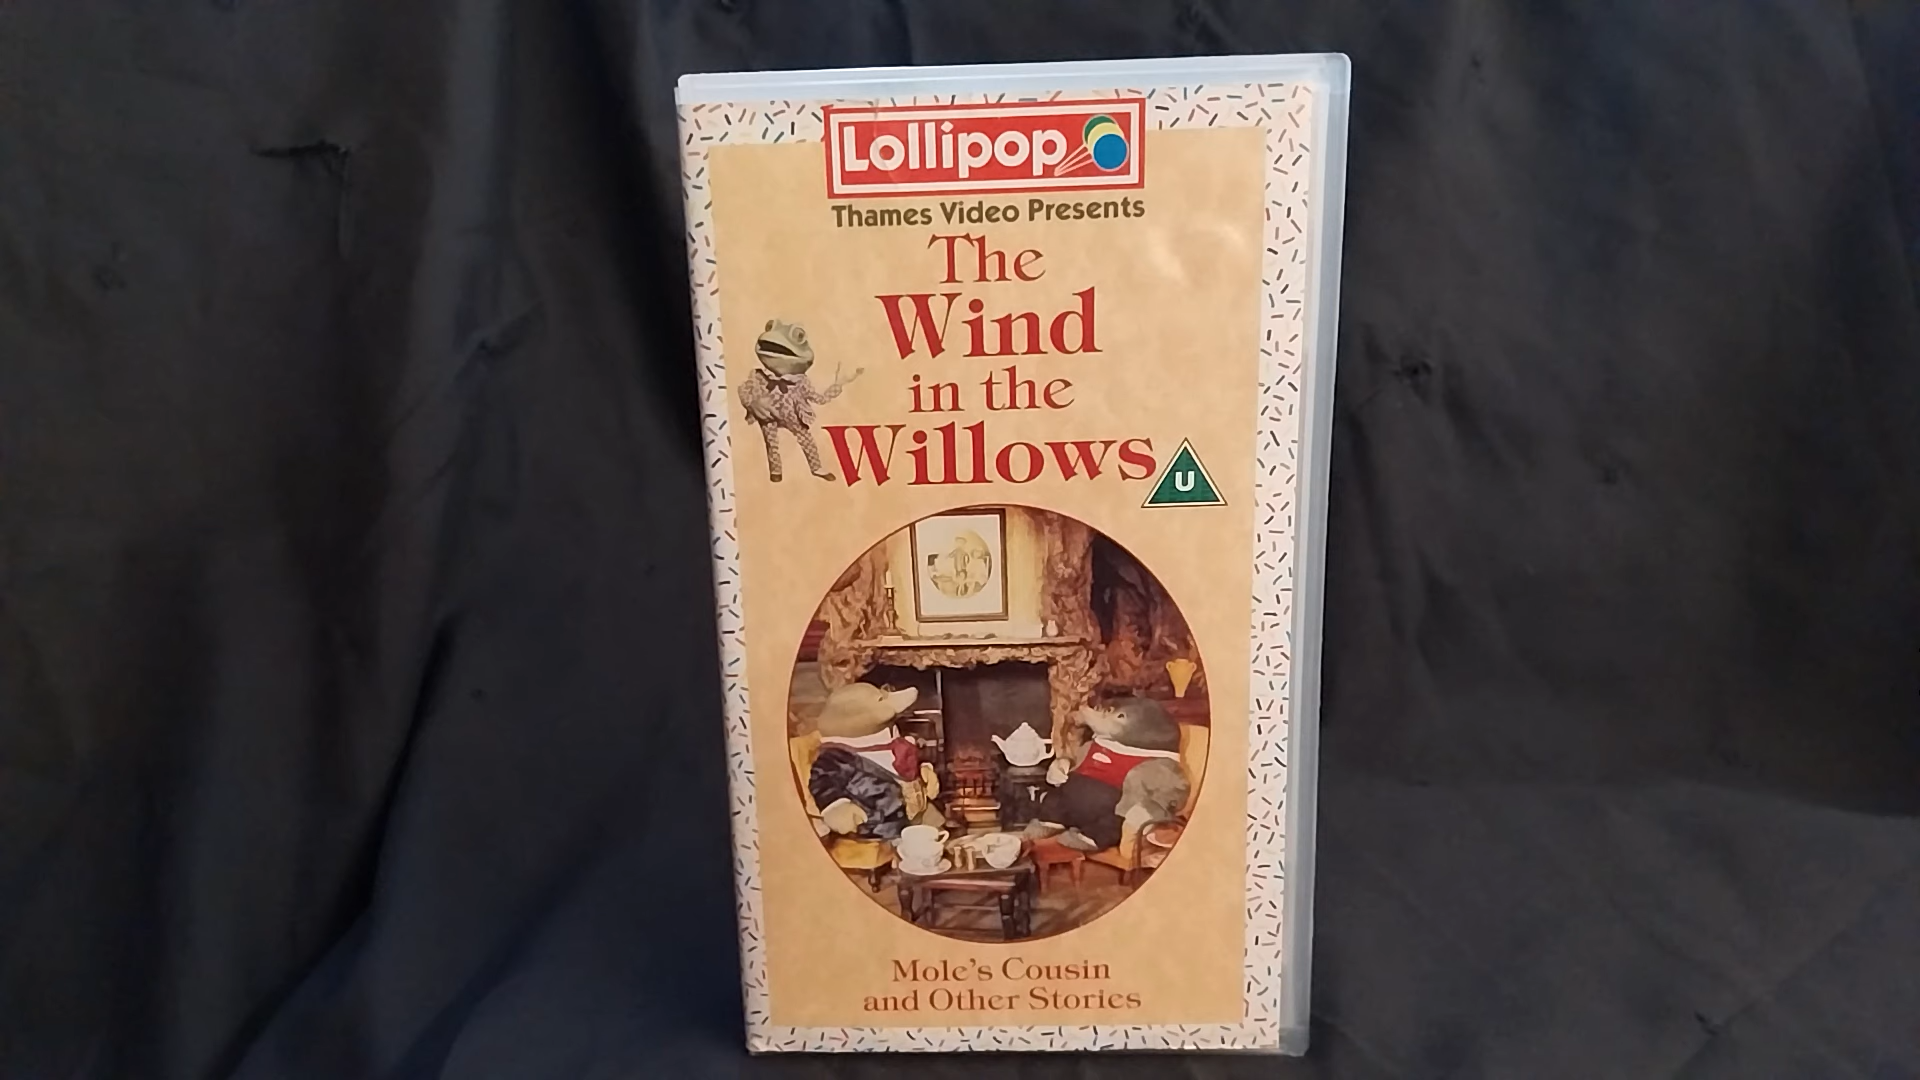 Lollipop
Thames Video Presents
The
Wind
in the
Willows
U
Mole's Cousin
and Other Stories